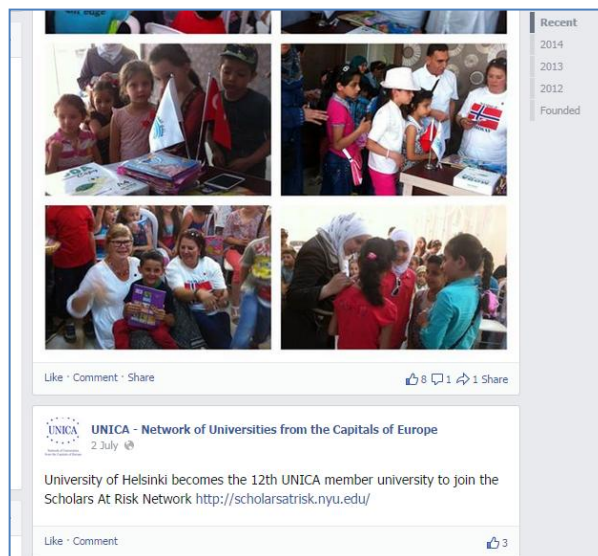 Recent
2014
2013
2012
Founded
Like · Comment · Share
8 1 1 Share
UNICA
UNICA - Network of Universities from the Capitals of Europe
2 July
University of Helsinki becomes the 12th UNICA member university to join the
Scholars At Risk Network http://scholarsatrisk.nyu.edu/
Like · Comment
3